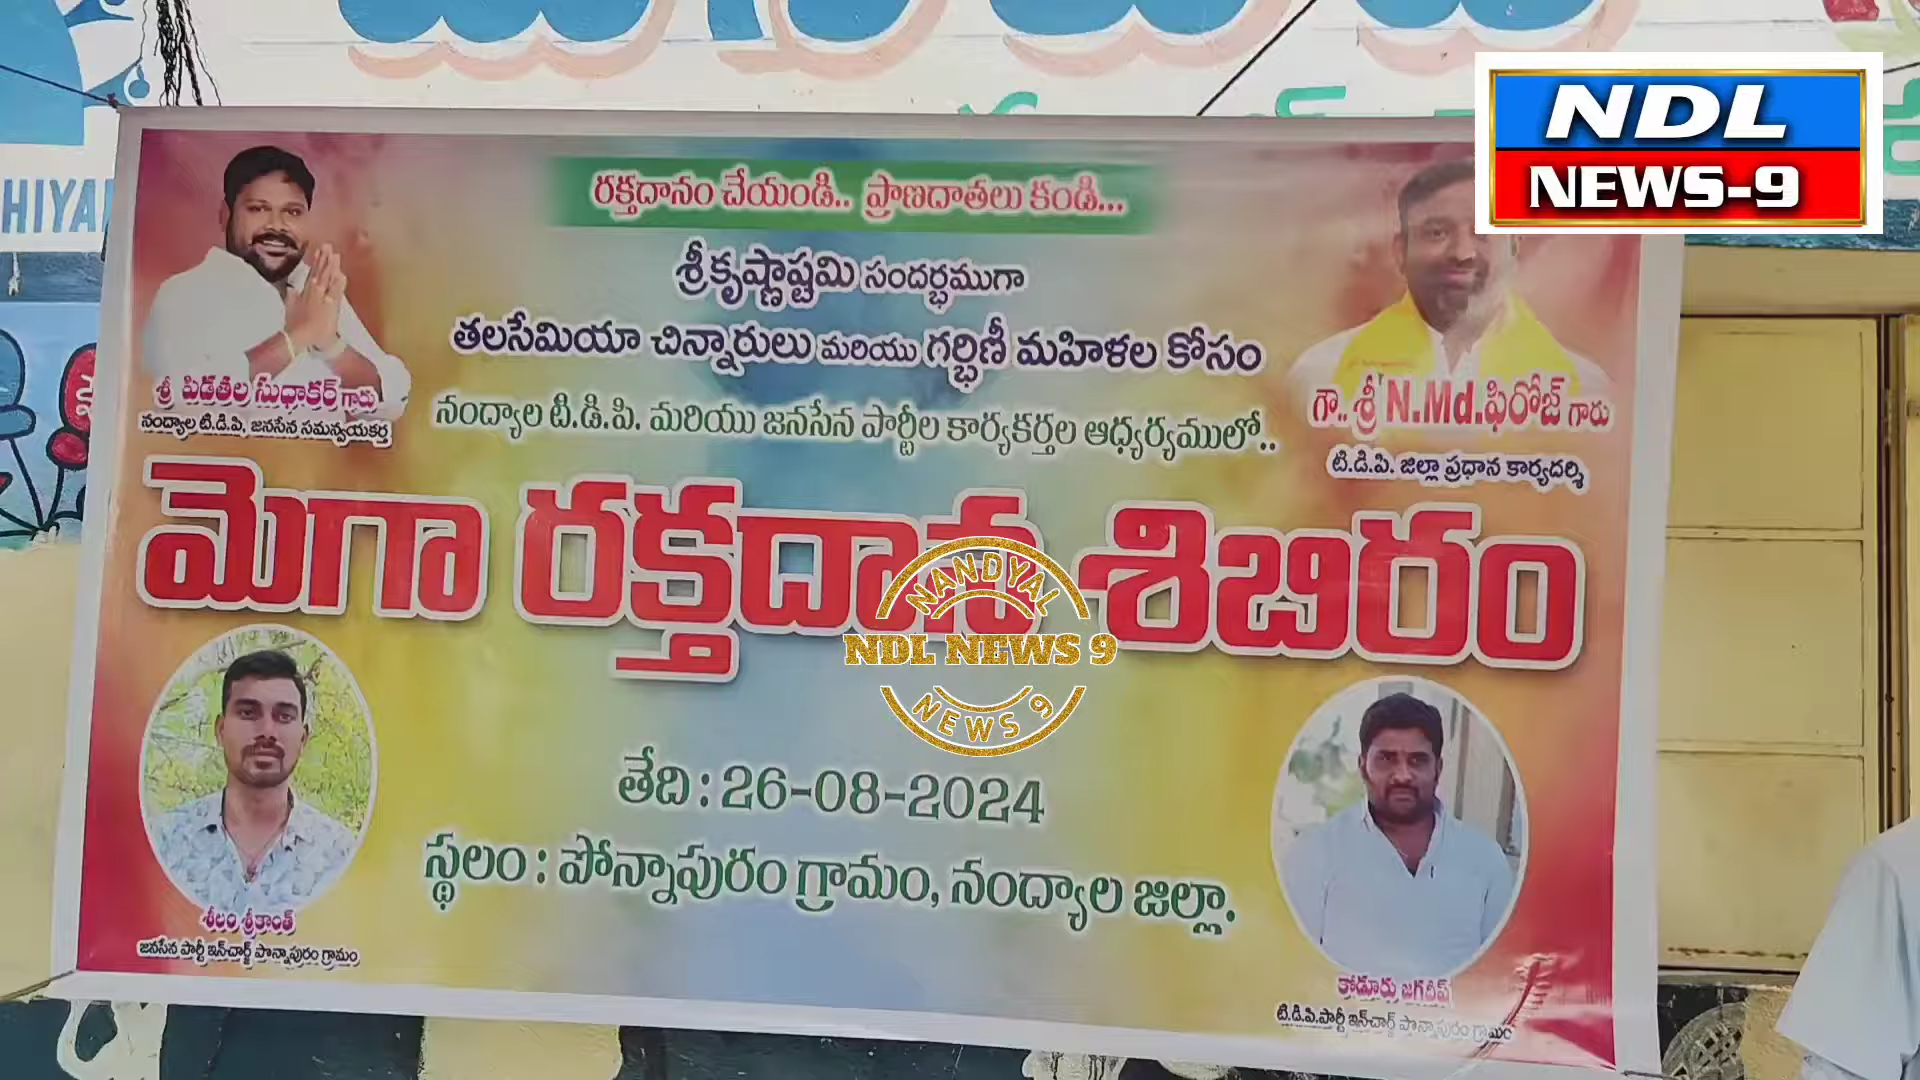 NDL
NEWS-9
HIYA
రక్తదానం చేయండి.. ప్రాణదాతలు కండి...
శ్రీకృష్ణాష్టమి సందర్భముగా
తలసేమియా చిన్నారులు మరియు గర్భిణీ మహిళల కోసం
నంద్యాల టి.డి.పి. మరియు జనసేన పార్టీల కార్యకర్తల ఆధ్వర్యములో..
శ్రీ పిడతల సుధాకర్ గారు
నంద్యాల టి.డి.పి, జనసేన సమన్వయకర్త
గౌ.. శ్రీ N.Md.ఫిరోజ్ గారు
టి.డి.పి. జిల్లా ప్రధాన కార్యదర్శి
మెగా రక్తదాన శిబిరం
NANDYAL
NDL NEWS 9
NEWS 9
తేది : 26-08-2024
స్థలం : పోన్నాపురం గ్రామం, నంద్యాల జిల్లా.
శీలం శ్రీకాంత్
జనసేన పార్టీ ఇన్‌చార్జ్ పొన్నాపురం గ్రామం
కోడూరు జగదీష్
టి.డి.పి.పార్టీ ఇన్‌చార్జ్ పొన్నాపురం గ్రామం